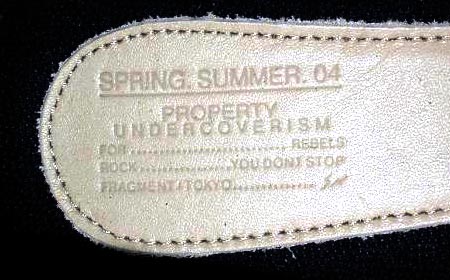 SPRING. SUMMER. 04
PROPERTY
UNDERCOVERISM
FOR.............................. REBELS
ROCK..................YOU DONT STOP
FRAGMENT/TOKYO................